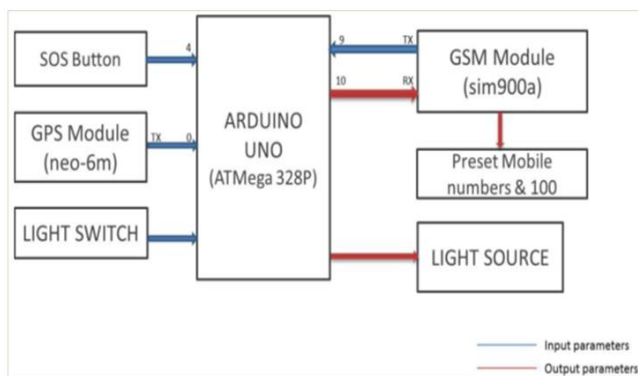 SOS Button
4
GPS Module
(neo-6m)
TX
0
LIGHT SWITCH
ARDUINO
UNO
(ATMega 328P)
9
TX
10
RX
GSM Module
(sim900a)
Preset Mobile
numbers & 100
LIGHT SOURCE
Input parameters
Output parameters